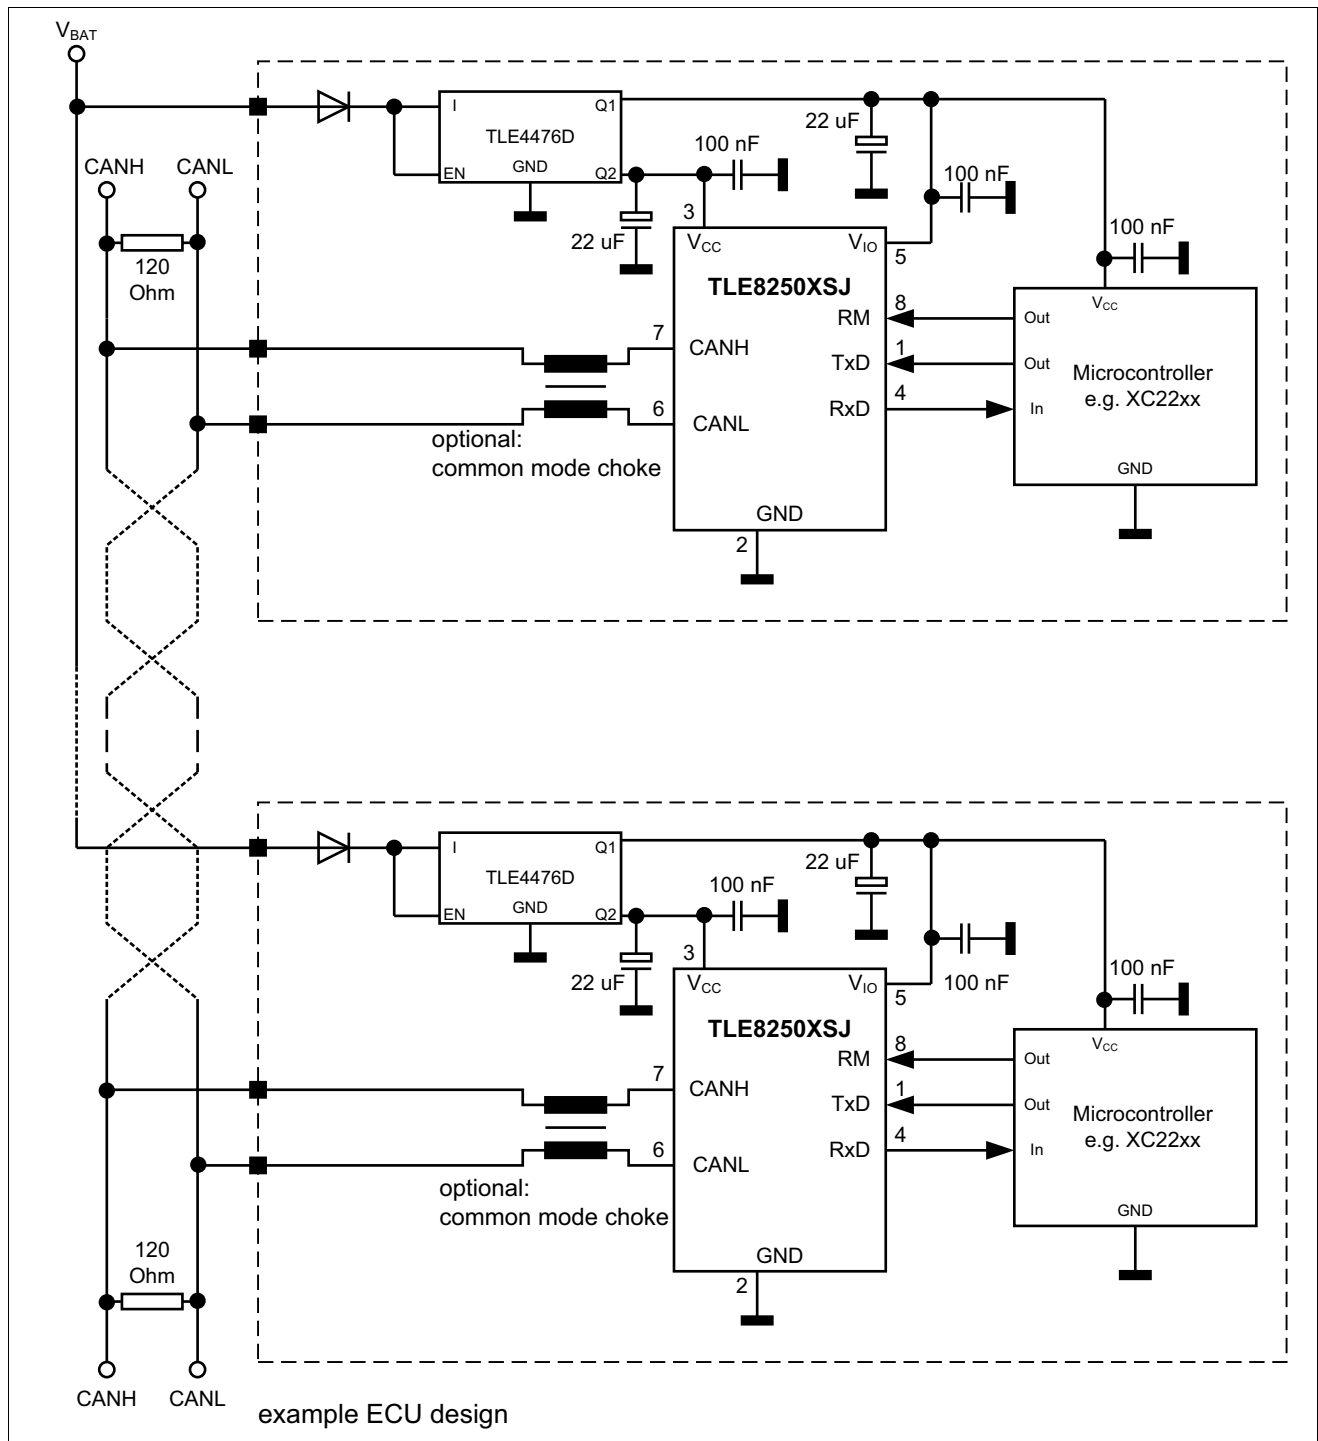 VBAT
CANH
CANL
120
Ohm
I
Q1
TLE4476D
EN
GND
Q2
22 uF
100 nF
100 nF
22 uF
3
VCC
VIO
5
100 nF
TLE8250XSJ
RM
8
TxD
1
RxD
4
7
CANH
6
CANL
optional:
common mode choke
GND
2
VCC
Out
Out
In
Microcontroller
e.g. XC22xx
GND
I
Q1
TLE4476D
EN
GND
Q2
22 uF
100 nF
22 uF
100 nF
3
VCC
VIO
5
100 nF
TLE8250XSJ
RM
8
TxD
1
RxD
4
7
CANH
6
CANL
optional:
common mode choke
GND
2
VCC
Out
Out
In
Microcontroller
e.g. XC22xx
GND
120
Ohm
CANH
CANL
example ECU design